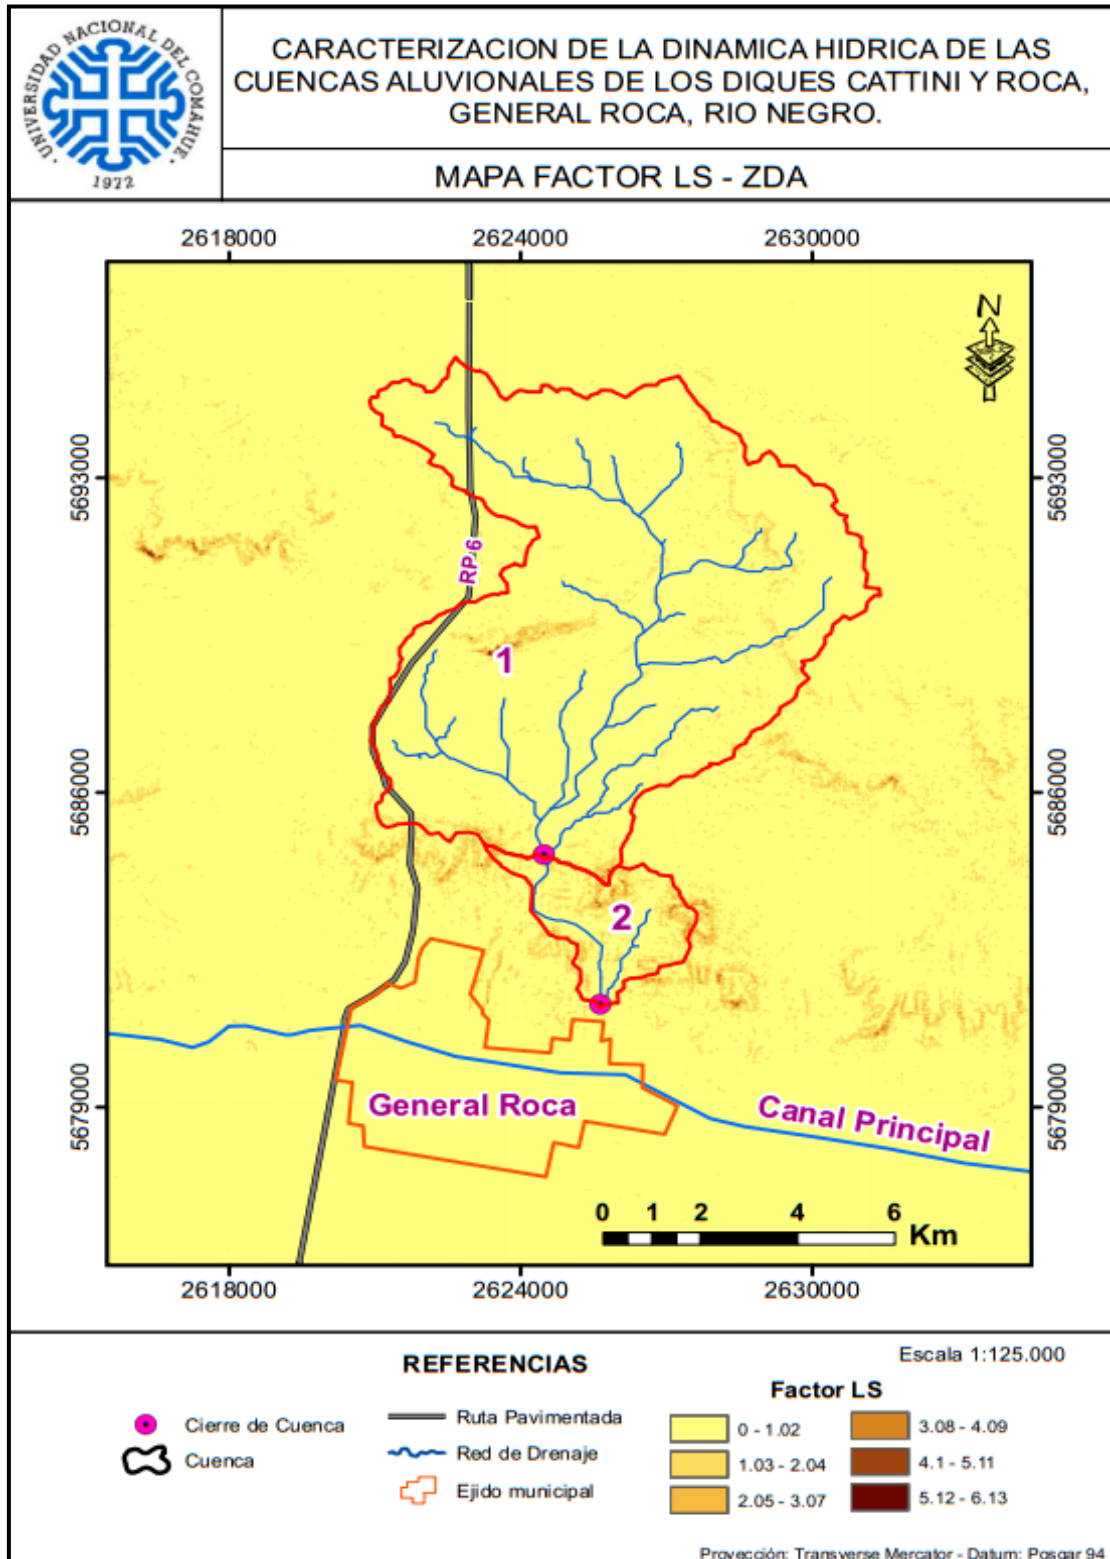 UNIVERSIDAD NACIONAL DEL COMAHUE
1972
CARACTERIZACION DE LA DINAMICA HIDRICA DE LAS
CUENCAS ALUVIONALES DE LOS DIQUES CATTINI Y ROCA,
GENERAL ROCA, RIO NEGRO.
MAPA FACTOR LS - ZDA
2618000 2624000 2630000
N
5693000 5693000
RP 6
1
5686000 5686000
2
5679000 5679000
General Roca
Canal Principal
0 1 2 4 6
Km
2618000 2624000 2630000
REFERENCIAS
Escala 1:125.000
Cierre de Cuenca
Cuenca
Ruta Pavimentada
Red de Drenaje
Ejido municipal
Factor LS
0 - 1.02
1.03 - 2.04
2.05 - 3.07
3.08 - 4.09
4.1 - 5.11
5.12 - 6.13
Proyección: Transverse Mercator - Datum: Posgar 94